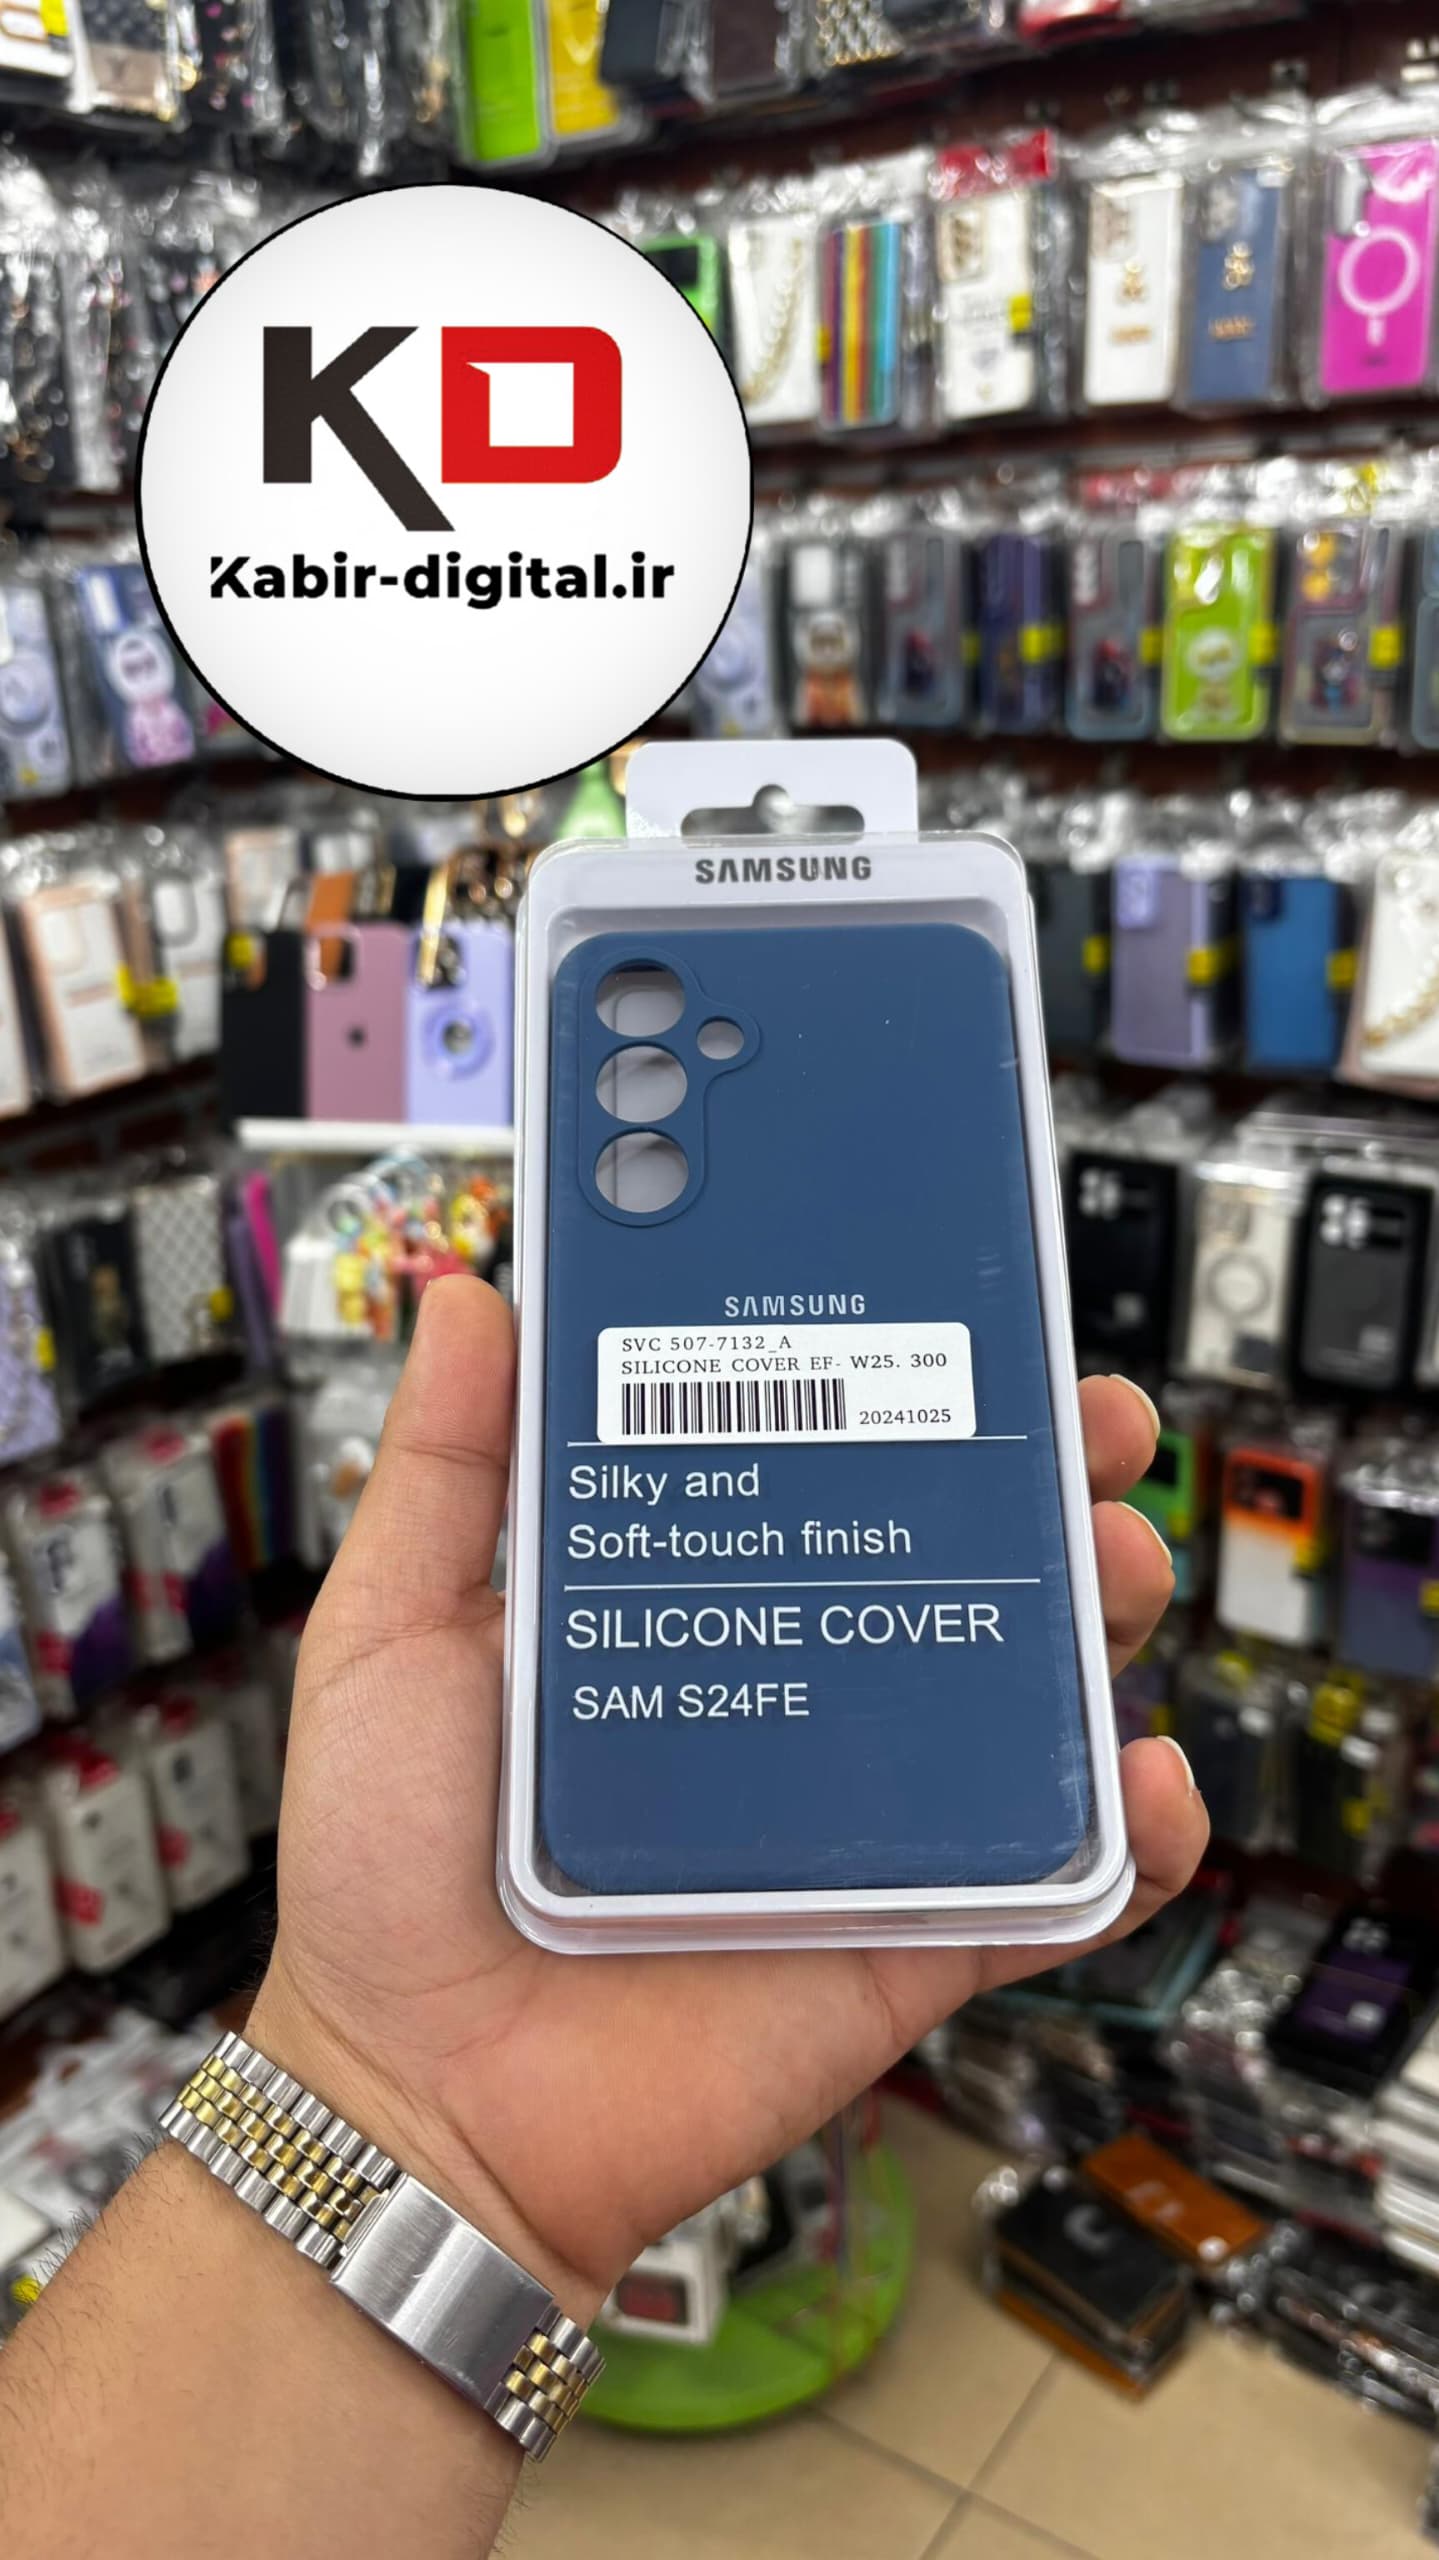 KD
Kabir-digital.ir
SAMSUNG
SAMSUNG
SVC 507-7132_A
SILICONE COVER EF- W25. 300
20241025
Silky and
Soft-touch finish
SILICONE COVER
SAM S24FE